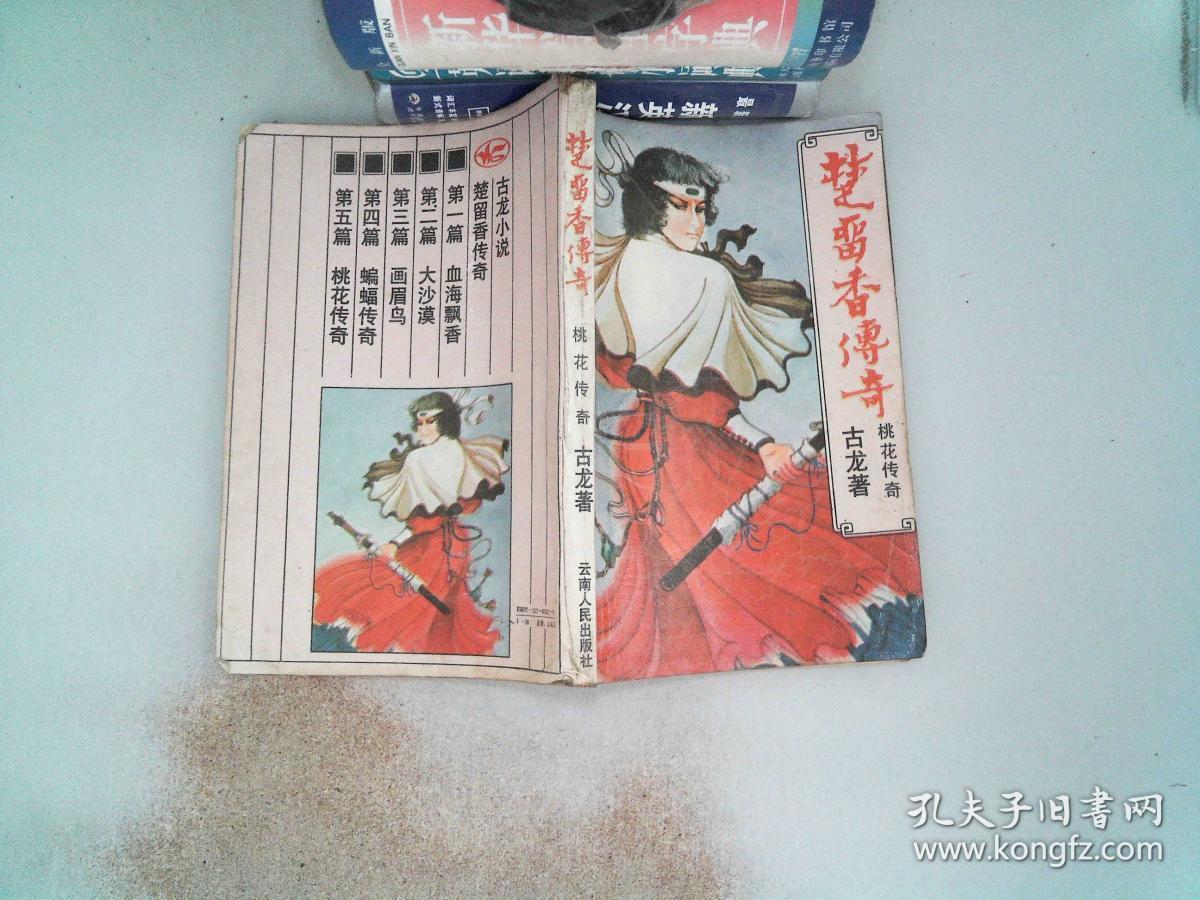 楚留香傳奇
桃花传奇
古龙著
楚留香傳奇
桃花传奇
古龙著
云南人民出版社
古龙小说
楚留香传奇
第一篇 血海飘香
第二篇 大沙漠
第三篇 画眉鸟
第四篇 蝙蝠传奇
第五篇 桃花传奇
孔夫子旧书网
www.kongfz.com